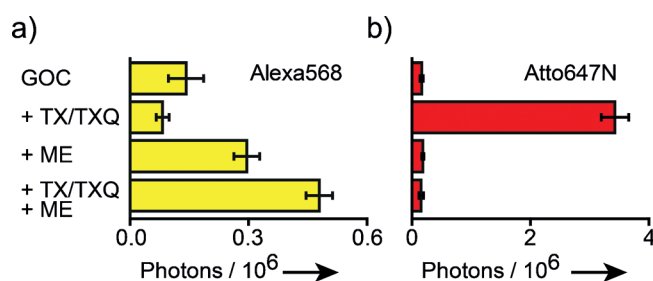 a)
Alexa568
GOC
+ TX/TXQ
+ ME
+ TX/TXQ
+ ME
0.0 0.3 0.6
Photons / 10⁶
b)
Atto647N
0 2 4
Photons / 10⁶